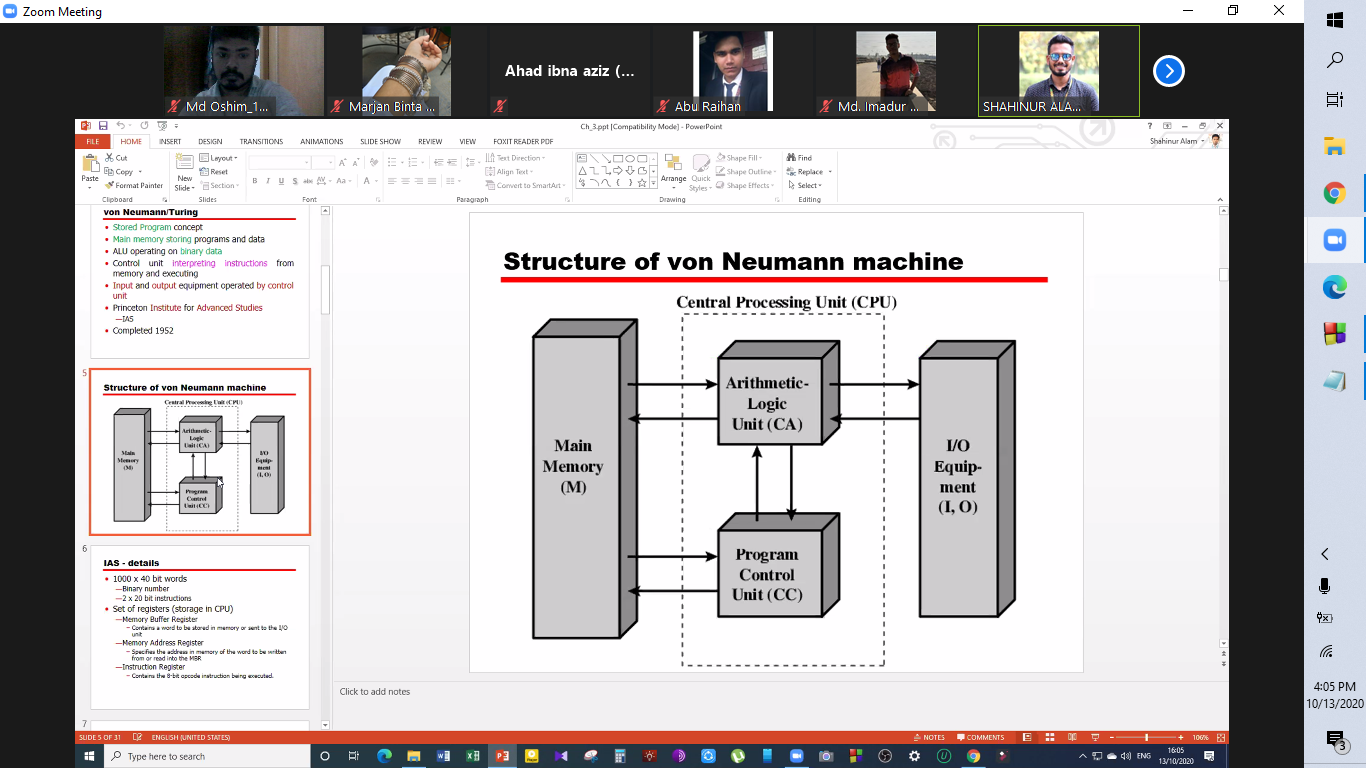 Zoom Meeting
Md Oshim_1...
Marjan Binta ...
Ahad ibna aziz (...
Abu Raihan
Md. Imadur ...
SHAHINUR ALA...
Ch_3.ppt [Compatibility Mode] - PowerPoint
FILE HOME INSERT DESIGN TRANSITIONS ANIMATIONS SLIDE SHOW REVIEW VIEW FOXIT READER PDF
Shahinur Alam
Paste
Cut
Copy
Format Painter
Clipboard
New
Slide
Layout
Reset
Section
Slides
Font
Text Direction
Align Text
Convert to SmartArt
Paragraph
Arrange
Quick
Styles
Shape Fill
Shape Outline
Shape Effects
Drawing
Find
Replace
Select
Editing
von Neumann/Turing
• Stored Program concept
• Main memory storing programs and data
• ALU operating on binary data
• Control unit interpreting instructions from
memory and executing
• Input and output equipment operated by control
unit
• Princeton Institute for Advanced Studies
—IAS
• Completed 1952
5
Structure of von Neumann machine
Central Processing Unit (CPU)
Main
Memory
(M)
Arithmetic-
Logic
Unit (CA)
Program
Control
Unit (CC)
I/O
Equip-
ment
(I, O)
6
IAS - details
• 1000 x 40 bit words
—Binary number
—2 x 20 bit instructions
• Set of registers (storage in CPU)
—Memory Buffer Register
– Contains a word to be stored in memory or sent to the I/O
unit
—Memory Address Register
– Specifies the address in memory of the word to be written
from or read into the MBR
—Instruction Register
– Contains the 8-bit opcode instruction being executed.
7
Structure of von Neumann machine
Central Processing Unit (CPU)
Main
Memory
(M)
Arithmetic-
Logic
Unit (CA)
Program
Control
Unit (CC)
I/O
Equip-
ment
(I, O)
Click to add notes
SLIDE 5 OF 31 ENGLISH (UNITED STATES) NOTES COMMENTS 106%
Type here to search
ENG
16:05
13/10/2020
4:05 PM
10/13/2020
3